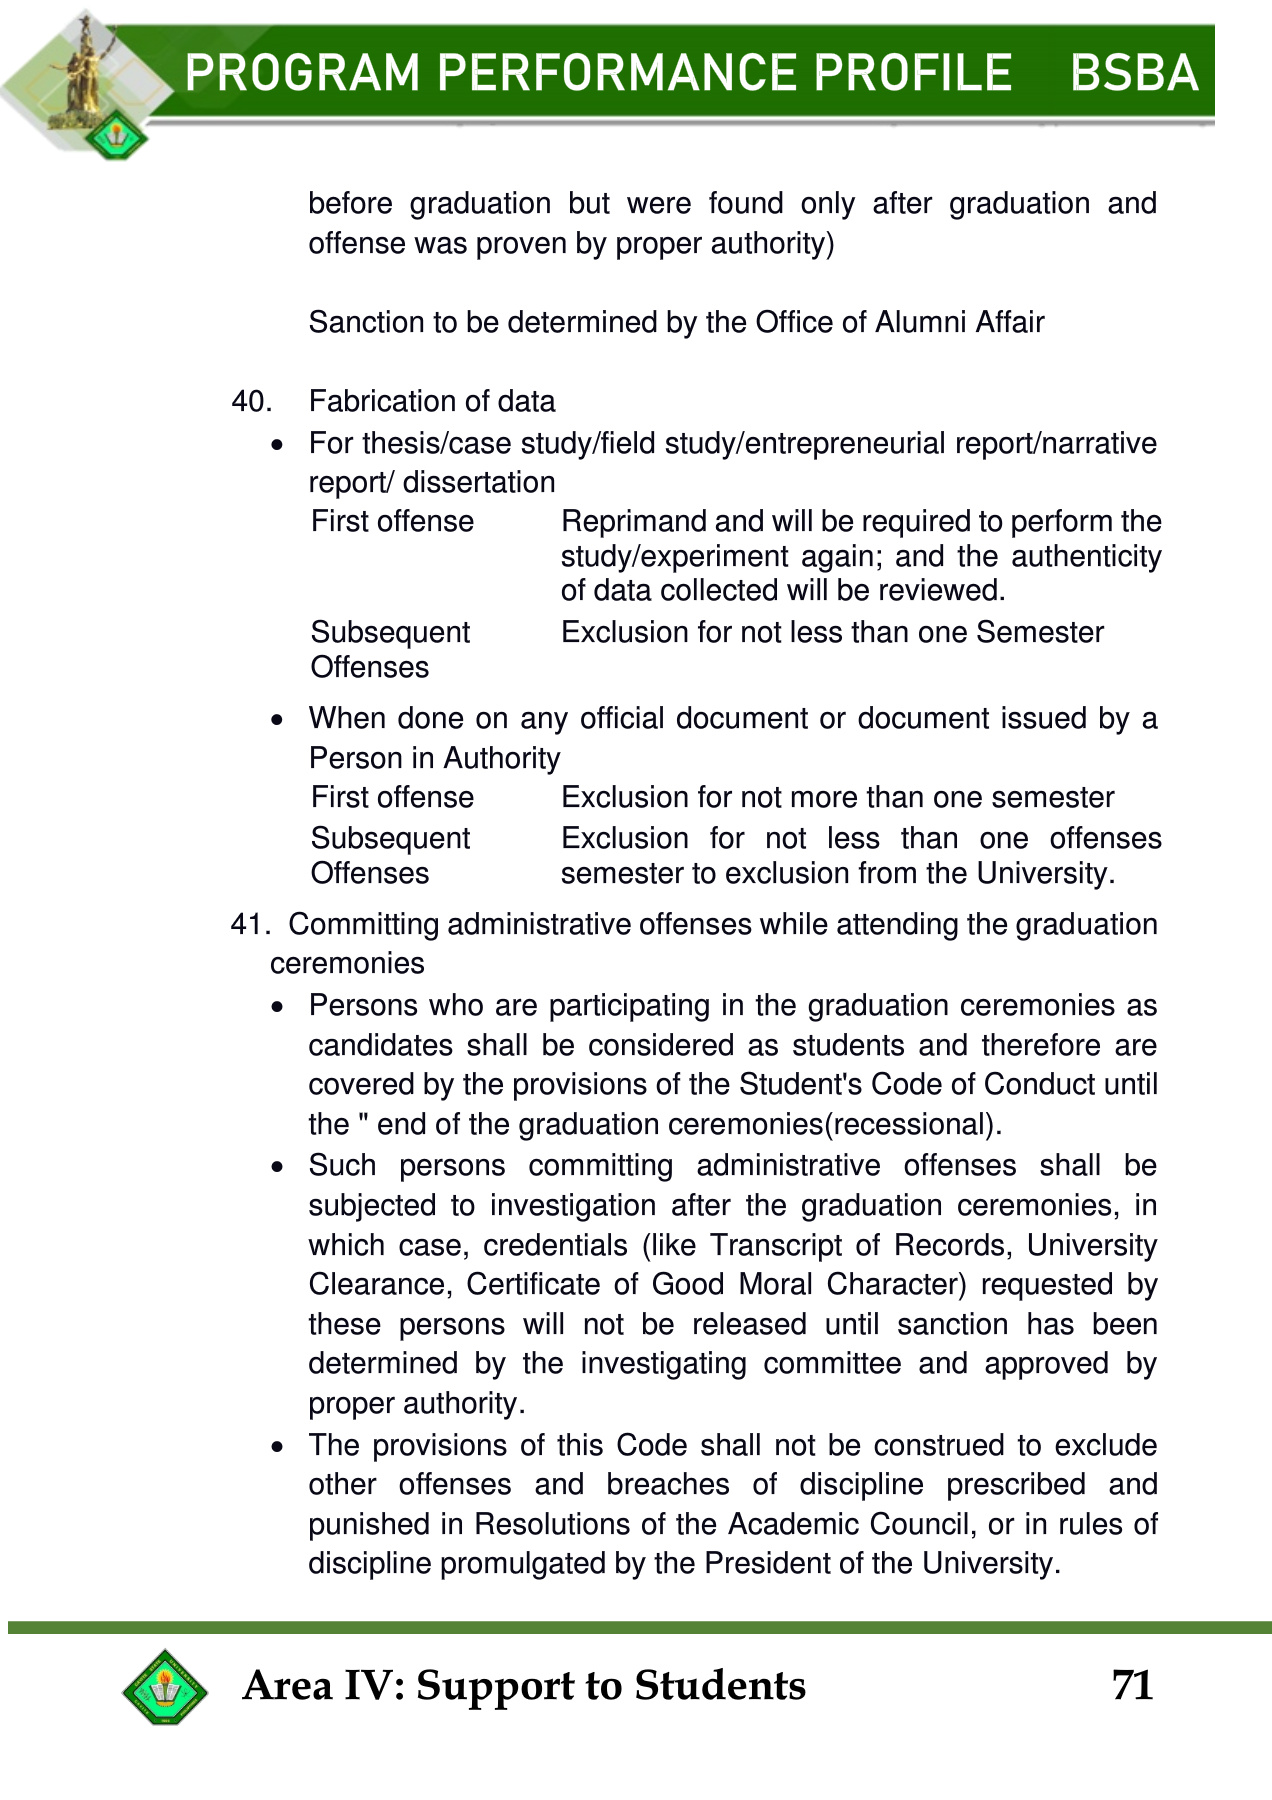 PROGRAM PERFORMANCE PROFILE BSBA
before graduation but were found only after graduation and
offense was proven by proper authority)
Sanction to be determined by the Office of Alumni Affair
40. Fabrication of data
• For thesis/case study/field study/entrepreneurial report/narrative
report/ dissertation
First offense Reprimand and will be required to perform the
study/experiment again; and the authenticity
of data collected will be reviewed.
Subsequent Exclusion for not less than one Semester
Offenses
• When done on any official document or document issued by a
Person in Authority
First offense Exclusion for not more than one semester
Subsequent Exclusion for not less than one offenses
Offenses semester to exclusion from the University.
41. Committing administrative offenses while attending the graduation
ceremonies
• Persons who are participating in the graduation ceremonies as
candidates shall be considered as students and therefore are
covered by the provisions of the Student's Code of Conduct until
the " end of the graduation ceremonies(recessional).
• Such persons committing administrative offenses shall be
subjected to investigation after the graduation ceremonies, in
which case, credentials (like Transcript of Records, University
Clearance, Certificate of Good Moral Character) requested by
these persons will not be released until sanction has been
determined by the investigating committee and approved by
proper authority.
• The provisions of this Code shall not be construed to exclude
other offenses and breaches of discipline prescribed and
punished in Resolutions of the Academic Council, or in rules of
discipline promulgated by the President of the University.
Area IV: Support to Students 71